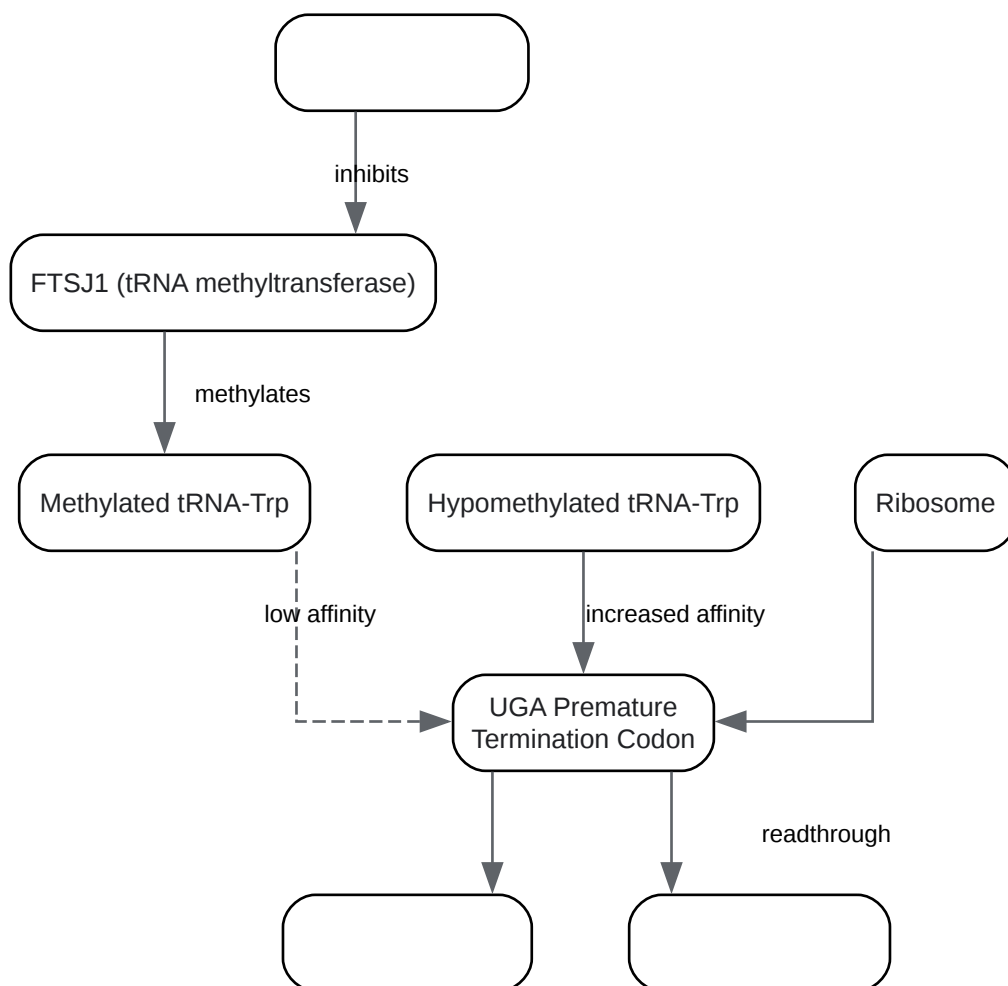 inhibits
FTSJ1 (tRNA methyltransferase)
methylates
Methylated tRNA-Trp
Hypomethylated tRNA-Trp
Ribosome
low affinity
increased affinity
UGA Premature
Termination Codon
readthrough